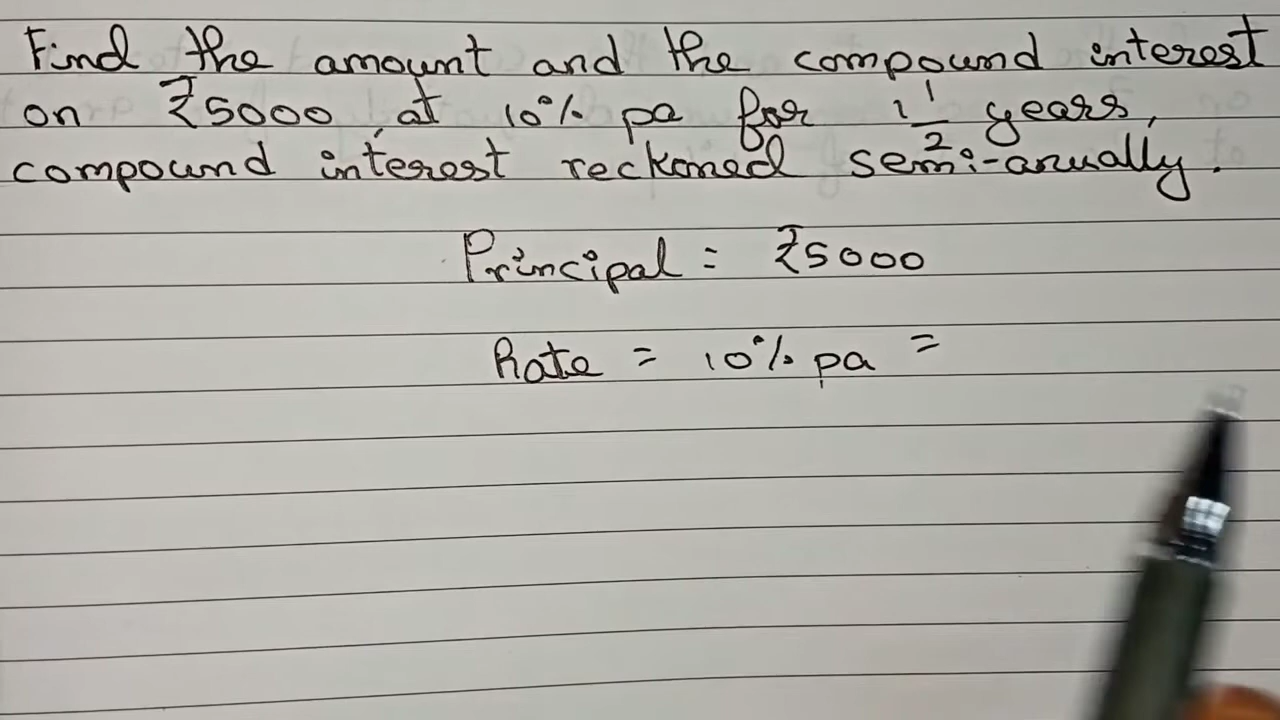 Find the amount and the compound interest
on ₹5000 at 10% pa for 1 1/2 years,
compound interest reckoned semi-anually.
Principal = ₹5000
Rate = 10% pa =